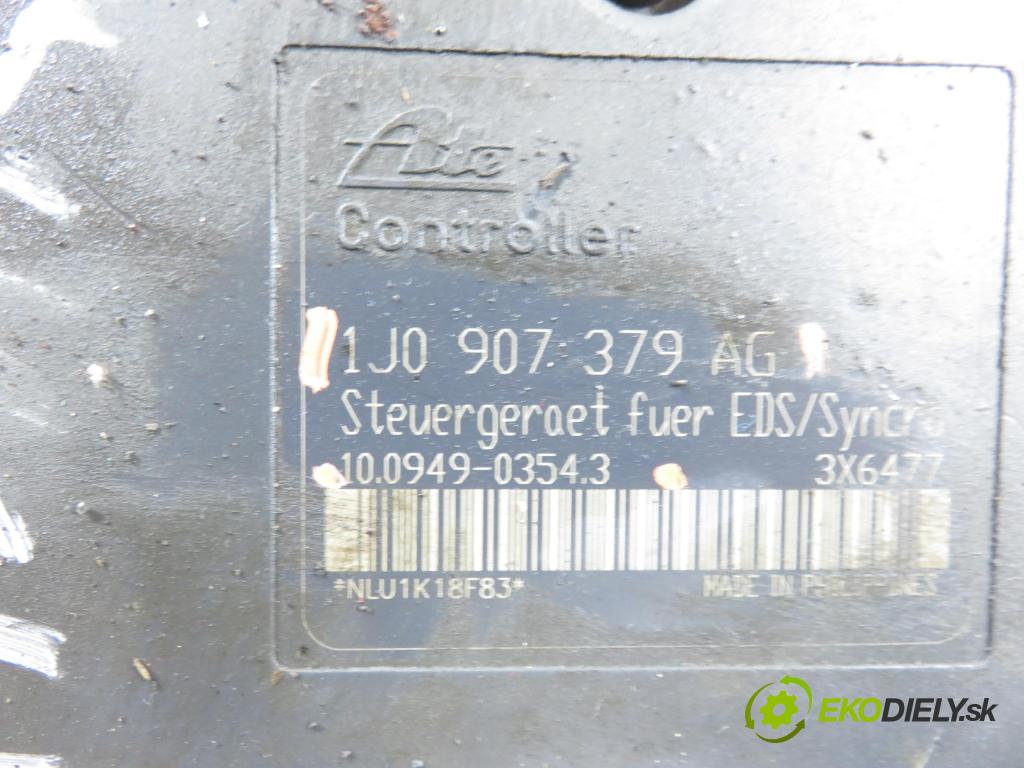 Ate
Controller
1J0 907 379 AG
Steuergeraet fuer EDS/Syncro
10.0949-0354.3 3X6477
*NLU1K18F83* MADE IN PHILIPPINES
EKODIELY.sk